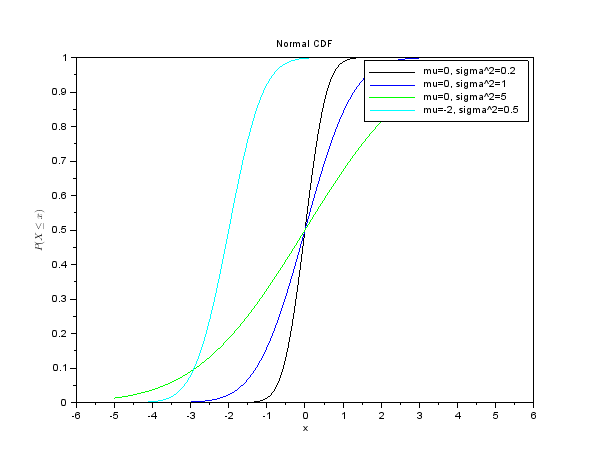 Normal CDF
mu=0, sigma^2=0.2
mu=0, sigma^2=1
mu=0, sigma^2=5
mu=-2, sigma^2=0.5
P(X ≤ x)
1
0.9
0.8
0.7
0.6
0.5
0.4
0.3
0.2
0.1
0
-6 -5 -4 -3 -2 -1 0 1 2 3 4 5 6
x